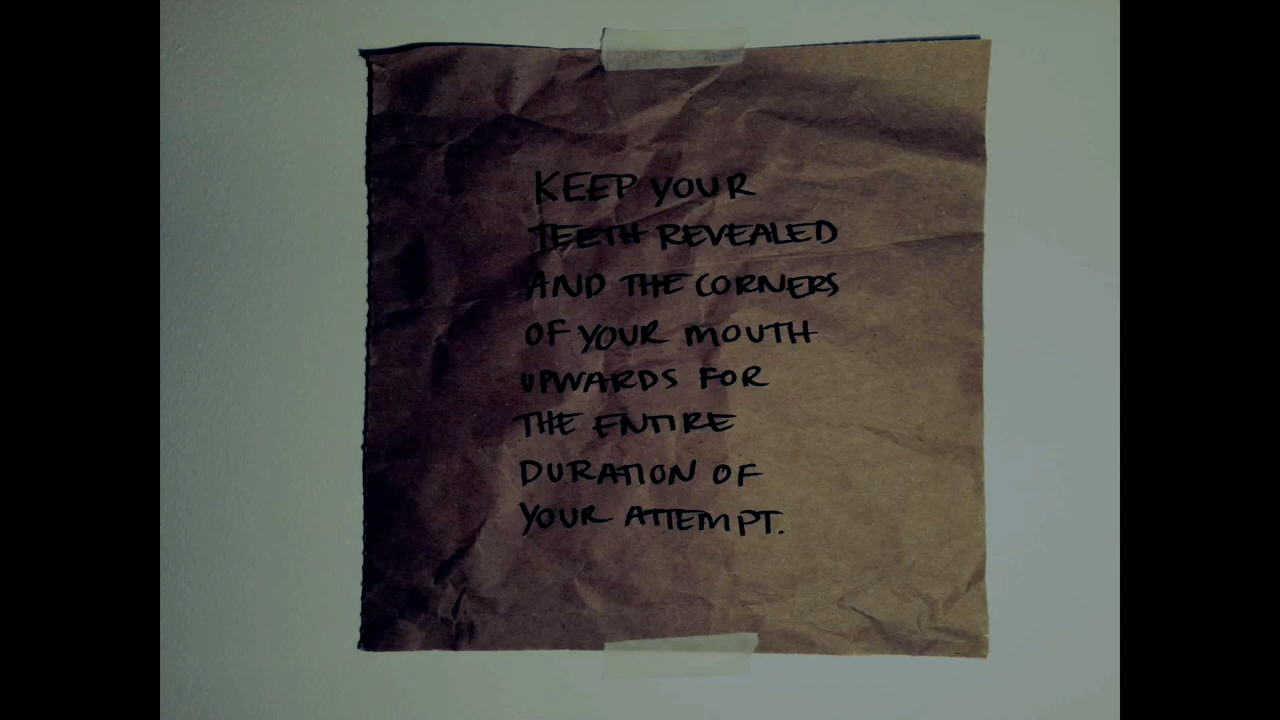 KEEP YOUR
TEETH REVEALED
AND THE CORNERS
OF YOUR MOUTH
UPWARDS FOR
THE ENTIRE
DURATION OF
YOUR ATTEMPT.